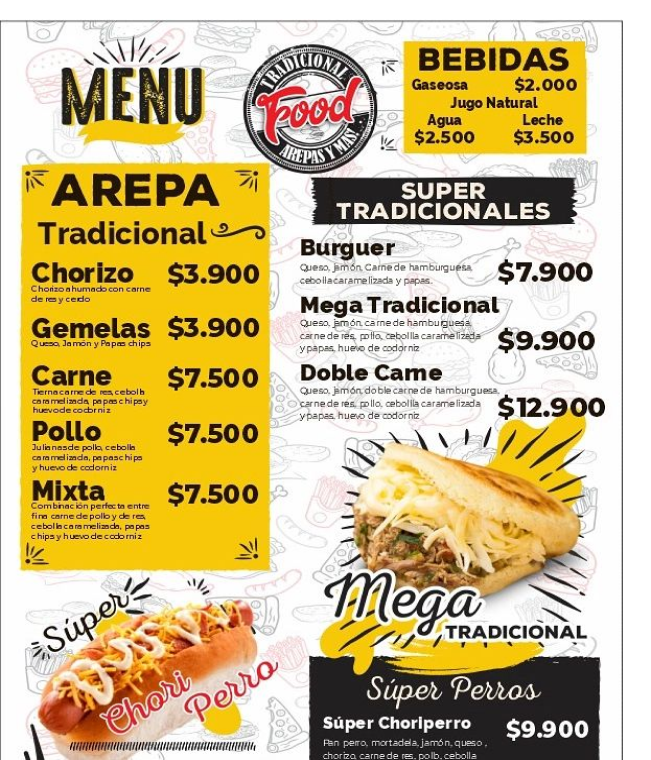 MENU
TRADICIONAL
Food
AREPAS Y MAS!
BEBIDAS
Gaseosa $2.000
Jugo Natural
Agua Leche
$2.500 $3.500
AREPA
Tradicional
Chorizo $3.900
Chorizo ahumado con carne
de res y cerdo
Gemelas $3.900
Queso, Jamón y Papas chips
Carne $7.500
Tierna carne de res, cebolla
caramelizada, papas chips y
huevo de codorniz
Pollo $7.500
Julianas de pollo, cebolla
caramelizada, papas chips
y huevo de codorniz
Mixta $7.500
Combinación perfecta entre
fina carne de pollo y de res,
cebolla caramelizada, papas
chips y huevo de codorniz
SUPER
TRADICIONALES
Burguer $7.900
Queso, jamón, Carne de hamburguesa,
cebolla caramelizada y papas.
Mega Tradicional $9.900
Queso, jamón, carne de hamburguesa,
carne de res, pollo, cebolla caramelizada
y papas, huevo de codorniz
Doble Carne $12.900
Queso, jamón, doble carne de hamburguesa,
carne de res, pollo, cebolla caramelizada
y papas, huevo de codorniz
Mega
TRADICIONAL
Súper
Chori
Perro
Súper Perros
Súper Choriperro $9.900
Pan perro, mortadela, jamón, queso ,
chorizo, carne de res, pollo, cebolla